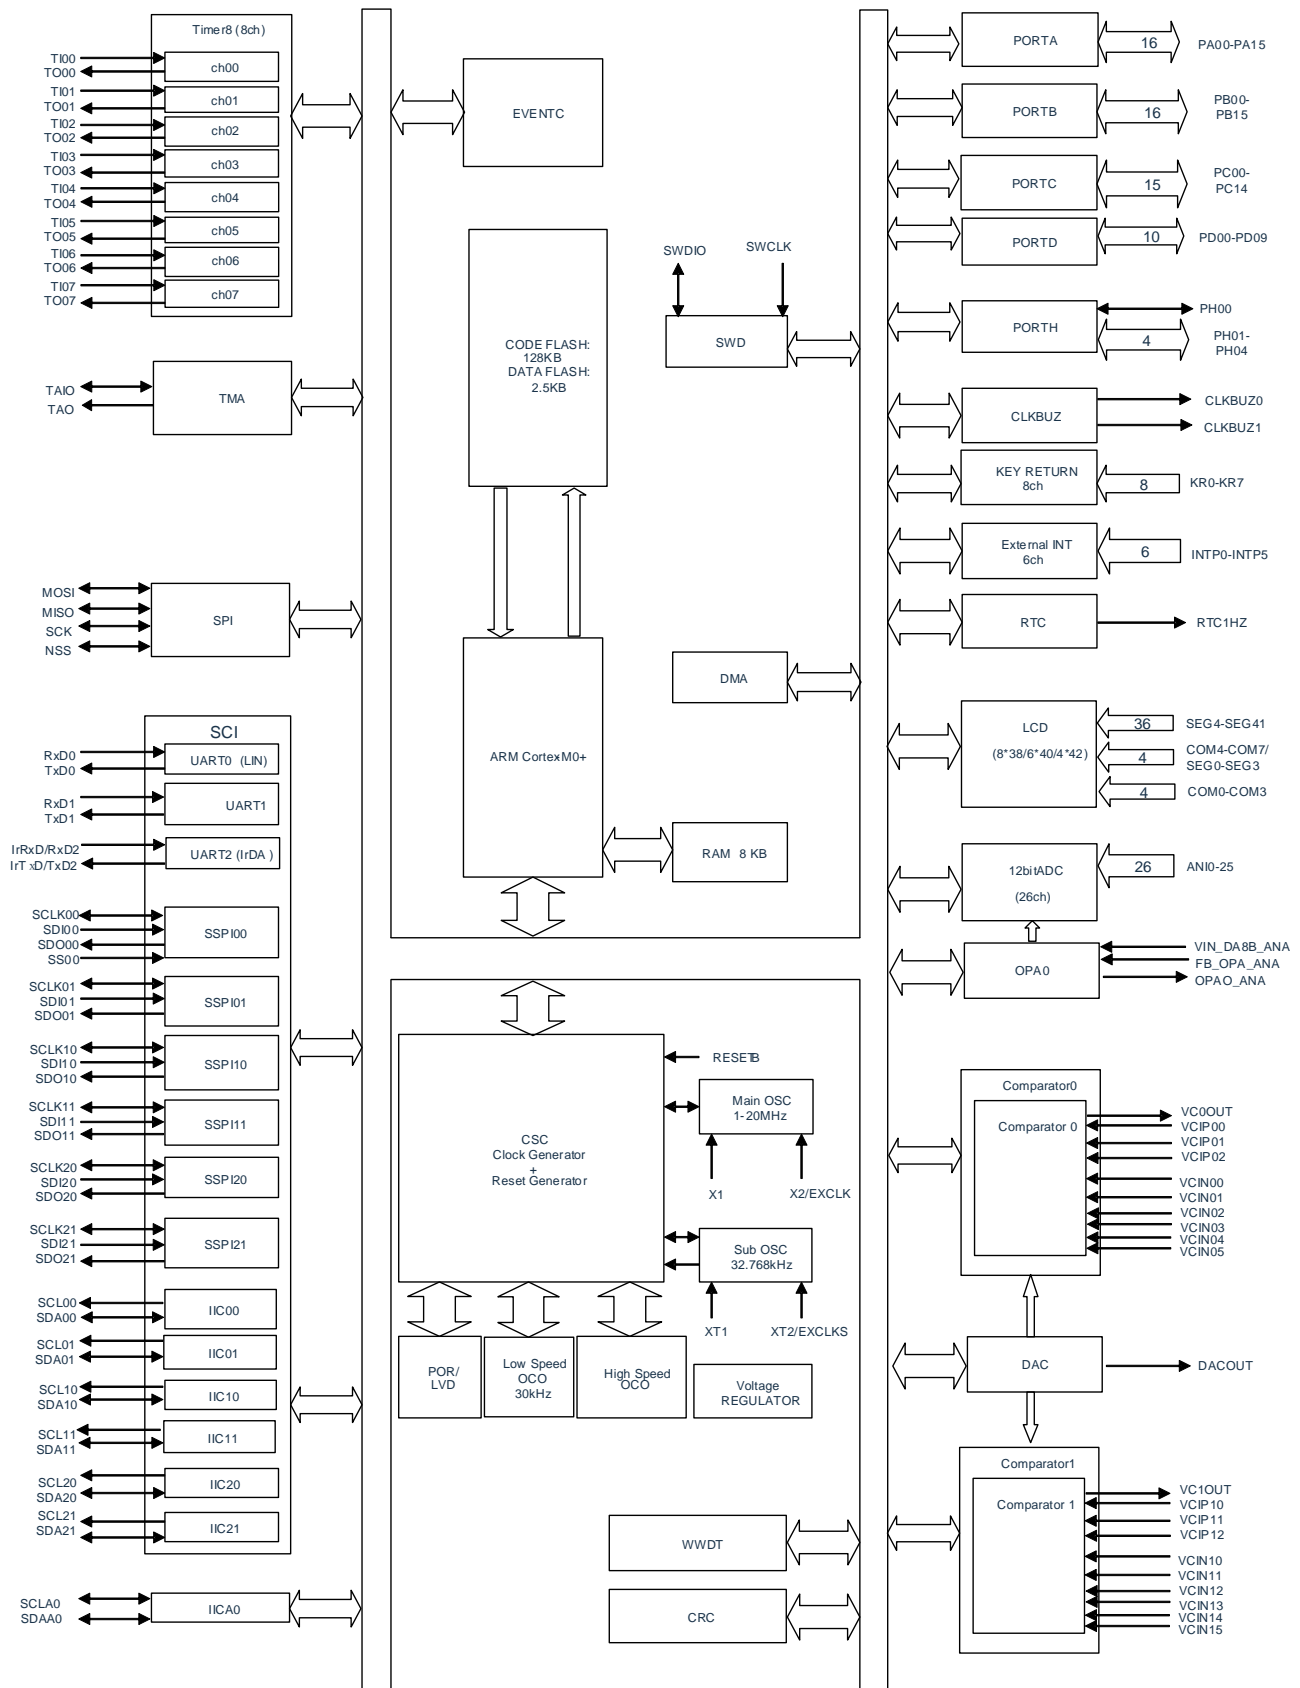 Timer8 (8ch)
TI00
TO00
ch00
TI01
TO01
ch01
TI02
TO02
ch02
TI03
TO03
ch03
TI04
TO04
ch04
TI05
TO05
ch05
TI06
TO06
ch06
TI07
TO07
ch07
TAIO
TAO
TMA
MOSI
MISO
SCK
NSS
SPI
SCI
RxD0
TxD0
UART0 (LIN)
RxD1
TxD1
UART1
IrRxD/RxD2
IrTxD/TxD2
UART2 (IrDA )
SCLK00
SDI00
SDO00
SS00
SSPI00
SCLK01
SDI01
SDO01
SSPI01
SCLK10
SDI10
SDO10
SSPI10
SCLK11
SDI11
SDO11
SSPI11
SCLK20
SDI20
SDO20
SSPI20
SCLK21
SDI21
SDO21
SSPI21
SCL00
SDA00
IIC00
SCL01
SDA01
IIC01
SCL10
SDA10
IIC10
SCL11
SDA11
IIC11
SCL20
SDA20
IIC20
SCL21
SDA21
IIC21
SCLA0
SDAA0
IICA0
EVENTC
CODE FLASH:
128KB
DATA FLASH:
2.5KB
SWDIO
SWCLK
SWD
DMA
ARM CortexM0+
RAM 8 KB
CSC
Clock Generator
+
Reset Generator
RESETB
Main OSC
1-20MHz
X1
X2/EXCLK
Sub OSC
32.768kHz
XT1
XT2/EXCLKS
POR/
LVD
Low Speed
OCO
30kHz
High Speed
OCO
Voltage
REGULATOR
WWDT
CRC
PORTA
16
PA00-PA15
PORTB
16
PB00-
PB15
PORTC
15
PC00-
PC14
PORTD
10
PD00-PD09
PORTH
PH00
4
PH01-
PH04
CLKBUZ
CLKBUZ0
CLKBUZ1
KEY RETURN
8ch
8
KR0-KR7
External INT
6ch
6
INTP0-INTP5
RTC
RTC1HZ
LCD
(8*38/6*40/4*42)
36
SEG4-SEG41
4
COM4-COM7/
SEG0-SEG3
4
COM0-COM3
12bitADC
(26ch)
26
ANI0-25
OPA0
VIN_DA8B_ANA
FB_OPA_ANA
OPAO_ANA
Comparator0
Comparator 0
VC0OUT
VCIP00
VCIP01
VCIP02
VCIN00
VCIN01
VCIN02
VCIN03
VCIN04
VCIN05
DAC
DACOUT
Comparator1
Comparator 1
VC1OUT
VCIP10
VCIP11
VCIP12
VCIN10
VCIN11
VCIN12
VCIN13
VCIN14
VCIN15